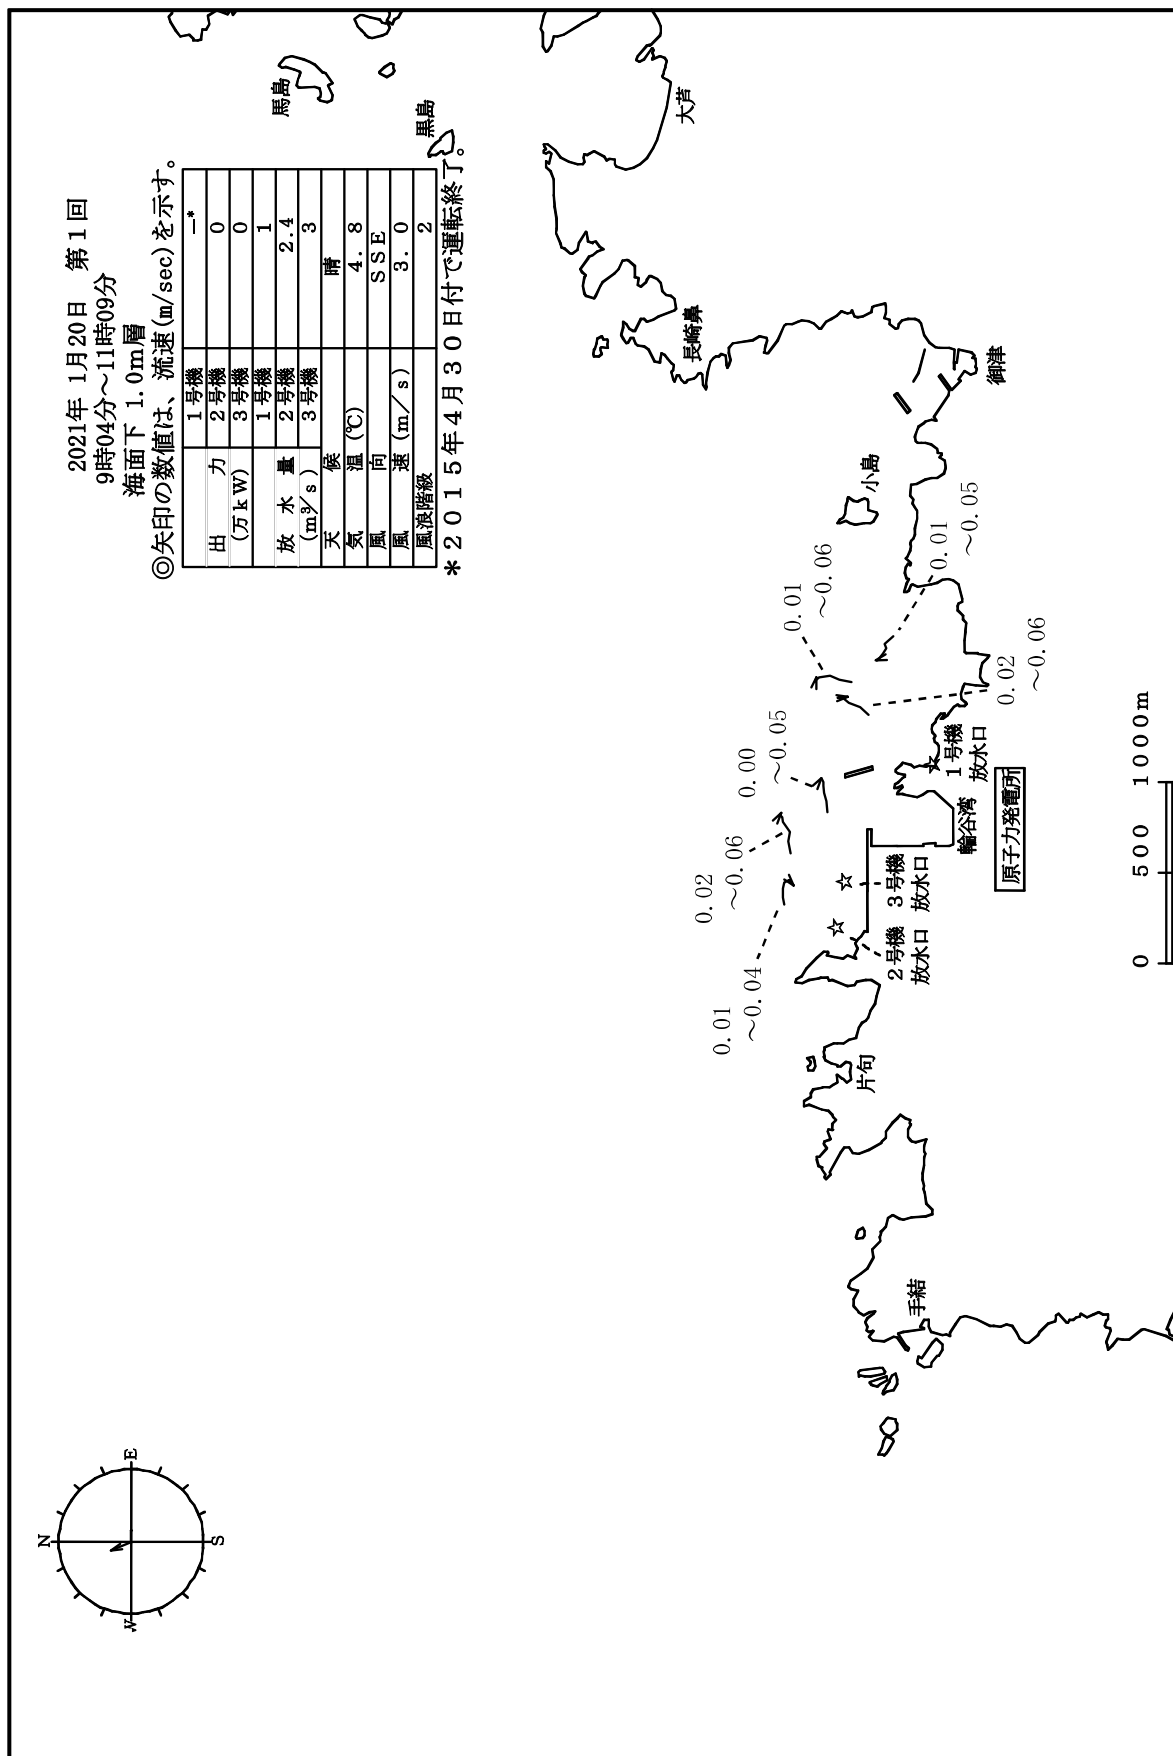 2021年 1月20日　第１回
9時04分～11時09分
海面下 1.0m層
◎矢印の数値は、流速(m/sec)を示す。
出　力 (万ｋＷ) １号機 －*
２号機 ０
３号機 ０
放 水 量 (m³/s) １号機 １
２号機 ２.４
３号機 ３
天　候 晴
気　温 (℃) ４.８
風　向 ＳＳＥ
風　速 (m／ｓ) ３.０
風浪階級 ２
＊２０１５年４月３０日付で運転終了。
馬島
黒島
大芦
長崎鼻
御津
小島
0.01
～0.05
0.01
～0.06
0.02
～0.06
0.00
～0.05
0.02
～0.06
0.01
～0.04
１号機
放水口
輪谷湾
原子力発電所
３号機
放水口
２号機
放水口
片句
手結
N
E
S
W
０　５００　１０００m